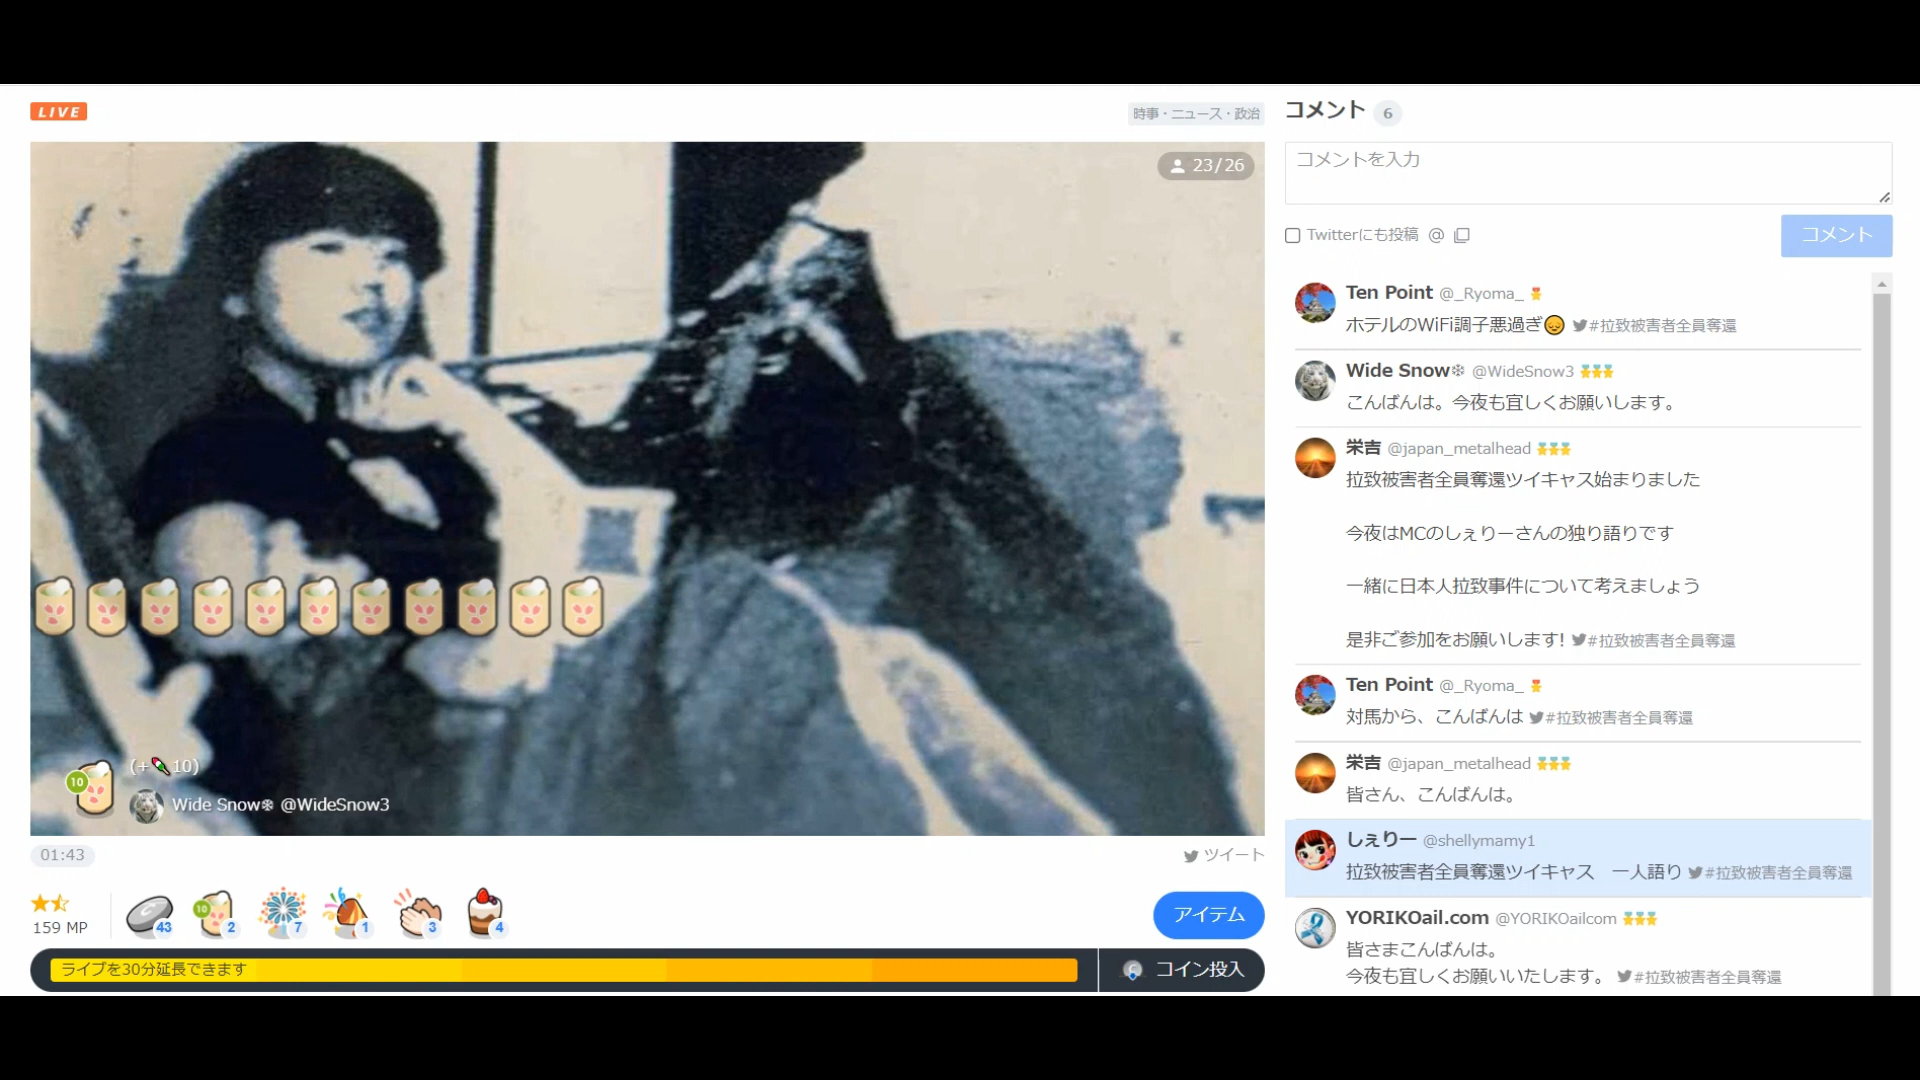 LIVE
時事・ニュース・政治
23/26
(+10)
10
Wide Snow❄ @WideSnow3
01:43
ツイート
159 MP
43
10
2
7
1
3
4
アイテム
ライブを30分延長できます
コイン投入
コメント 6
コメントを入力
Twitterにも投稿 @
コメント
Ten Point @_Ryoma_
ホテルのWiFi調子悪過ぎ😞 #拉致被害者全員奪還
Wide Snow❄ @WideSnow3
こんばんは。今夜も宜しくお願いします。
栄吉 @japan_metalhead
拉致被害者全員奪還ツイキャス始まりました
今夜はMCのしぇりーさんの独り語りです
一緒に日本人拉致事件について考えましょう
是非ご参加をお願いします! #拉致被害者全員奪還
Ten Point @_Ryoma_
対馬から、こんばんは #拉致被害者全員奪還
栄吉 @japan_metalhead
皆さん、こんばんは。
しぇりー @shellymamy1
拉致被害者全員奪還ツイキャス　一人語り #拉致被害者全員奪還
YORIKOail.com @YORIKOailcom
皆さまこんばんは。
今夜も宜しくお願いいたします。 #拉致被害者全員奪還